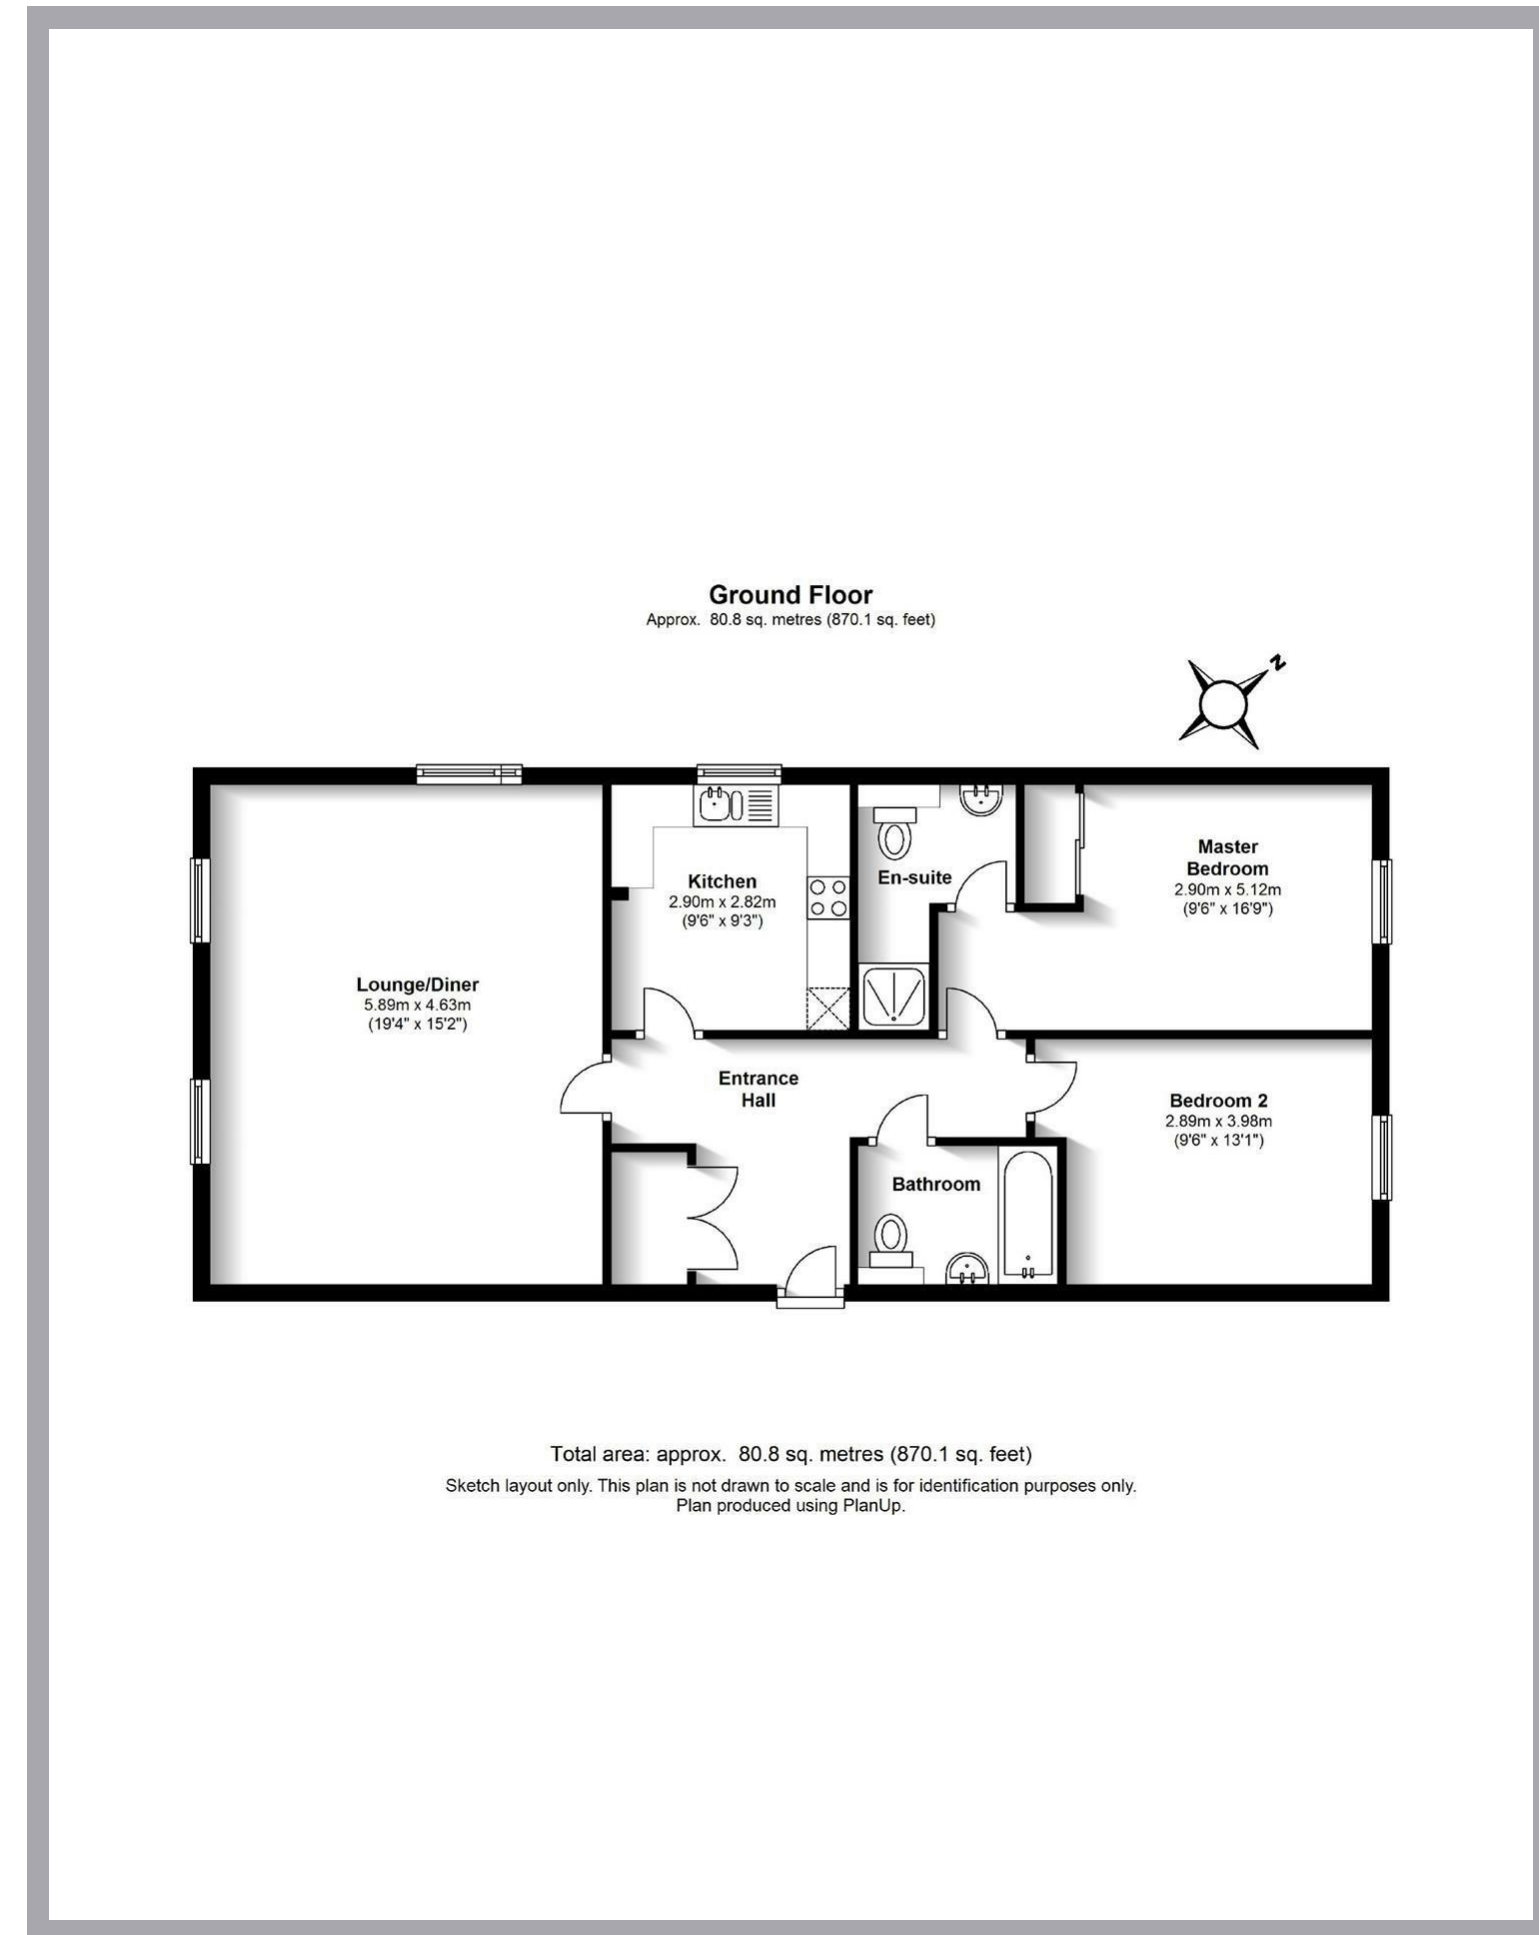 Ground Floor
Approx. 80.8 sq. metres (870.1 sq. feet)
N
Master
Bedroom
2.90m x 5.12m
(9'6" x 16'9")
Kitchen
2.90m x 2.82m
(9'6" x 9'3")
En-suite
Lounge/Diner
5.89m x 4.63m
(19'4" x 15'2")
Entrance
Hall
Bedroom 2
2.89m x 3.98m
(9'6" x 13'1")
Bathroom
Total area: approx. 80.8 sq. metres (870.1 sq. feet)
Sketch layout only. This plan is not drawn to scale and is for identification purposes only.
Plan produced using PlanUp.